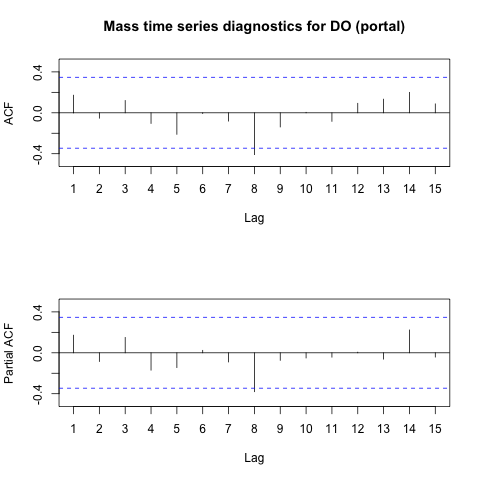 Mass time series diagnostics for DO (portal)
ACF
0.4
0.0
-0.4
1 2 3 4 5 6 7 8 9 10 11 12 13 14 15
Lag
Partial ACF
0.4
0.0
-0.4
1 2 3 4 5 6 7 8 9 10 11 12 13 14 15
Lag